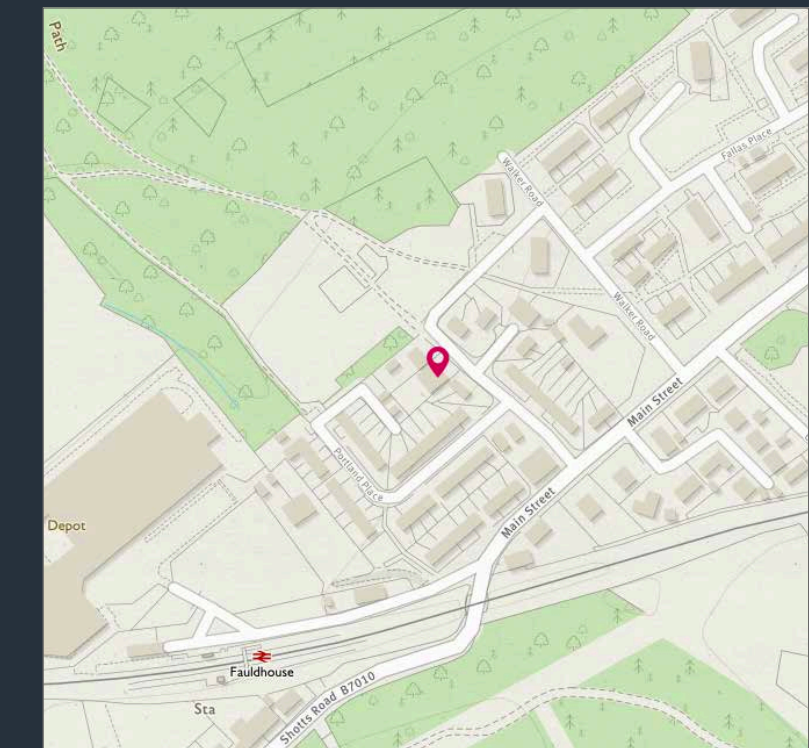 Path
Walker Road
Fallas Place
Walker Road
Main Street
Portland Place
Main Street
Depot
Fauldhouse
Sta
Shotts Road B7010